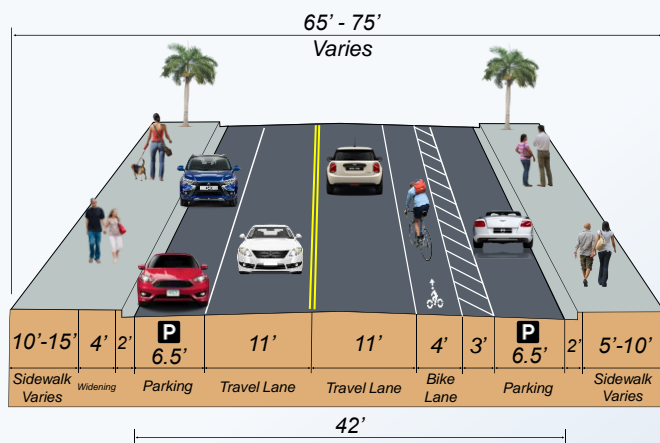 65' - 75'
Varies
10'-15'
4'
2'
P
6.5'
11'
11'
4'
3'
P
6.5'
2'
5'-10'
Sidewalk
Varies
Widening
Parking
Travel Lane
Travel Lane
Bike
Lane
Parking
Sidewalk
Varies
42'